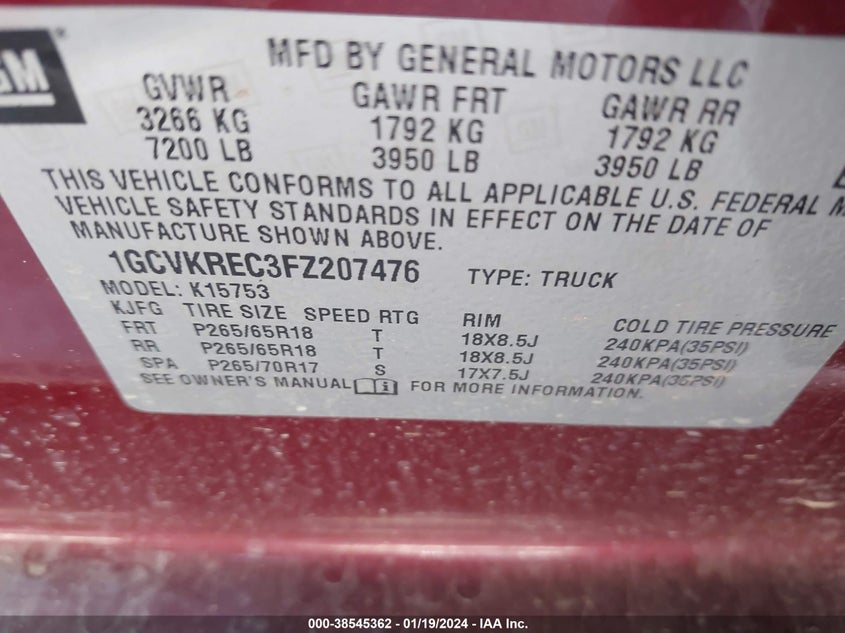 GM ®
MFD BY GENERAL MOTORS LLC
GVWR GAWR FRT GAWR RR
3266 KG 1792 KG 1792 KG
7200 LB 3950 LB 3950 LB
THIS VEHICLE CONFORMS TO ALL APPLICABLE U.S. FEDERAL
VEHICLE SAFETY STANDARDS IN EFFECT ON THE DATE OF
MANUFACTURE SHOWN ABOVE.
1GCVKREC3FZ207476 TYPE: TRUCK
MODEL: K15753
KJFG TIRE SIZE SPEED RTG RIM COLD TIRE PRESSURE
FRT P265/65R18 T 18X8.5J 240KPA(35PSI)
RR P265/65R18 T 18X8.5J 240KPA(35PSI)
SPA P265/70R17 S 17X7.5J 240KPA(35PSI)
SEE OWNER'S MANUAL FOR MORE INFORMATION.
000-38545362 - 01/19/2024 - IAA Inc.